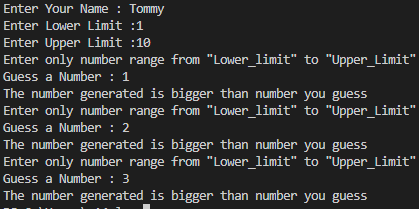 Enter Your Name : Tommy
Enter Lower Limit :1
Enter Upper Limit :10
Enter only number range from "Lower_limit" to "Upper_Limit"
Guess a Number : 1
The number generated is bigger than number you guess
Enter only number range from "Lower_limit" to "Upper_Limit"
Guess a Number : 2
The number generated is bigger than number you guess
Enter only number range from "Lower_limit" to "Upper_Limit"
Guess a Number : 3
The number generated is bigger than number you guess